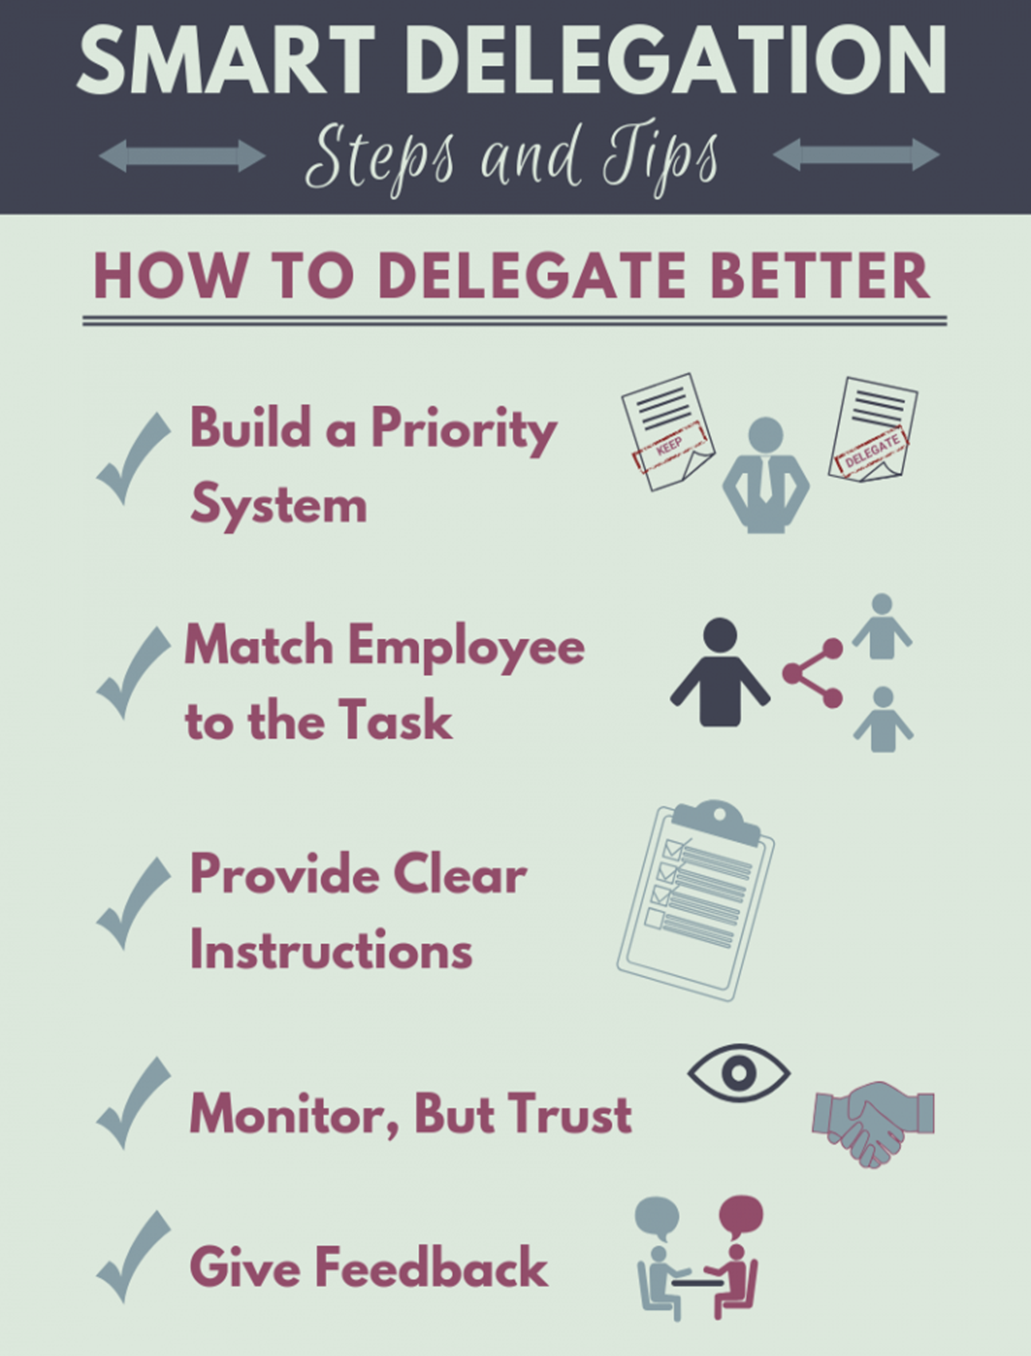 SMART DELEGATION
Steps and Tips
HOW TO DELEGATE BETTER
Build a Priority
System
KEEP
DELEGATE
Match Employee
to the Task
Provide Clear
Instructions
Monitor, But Trust
Give Feedback